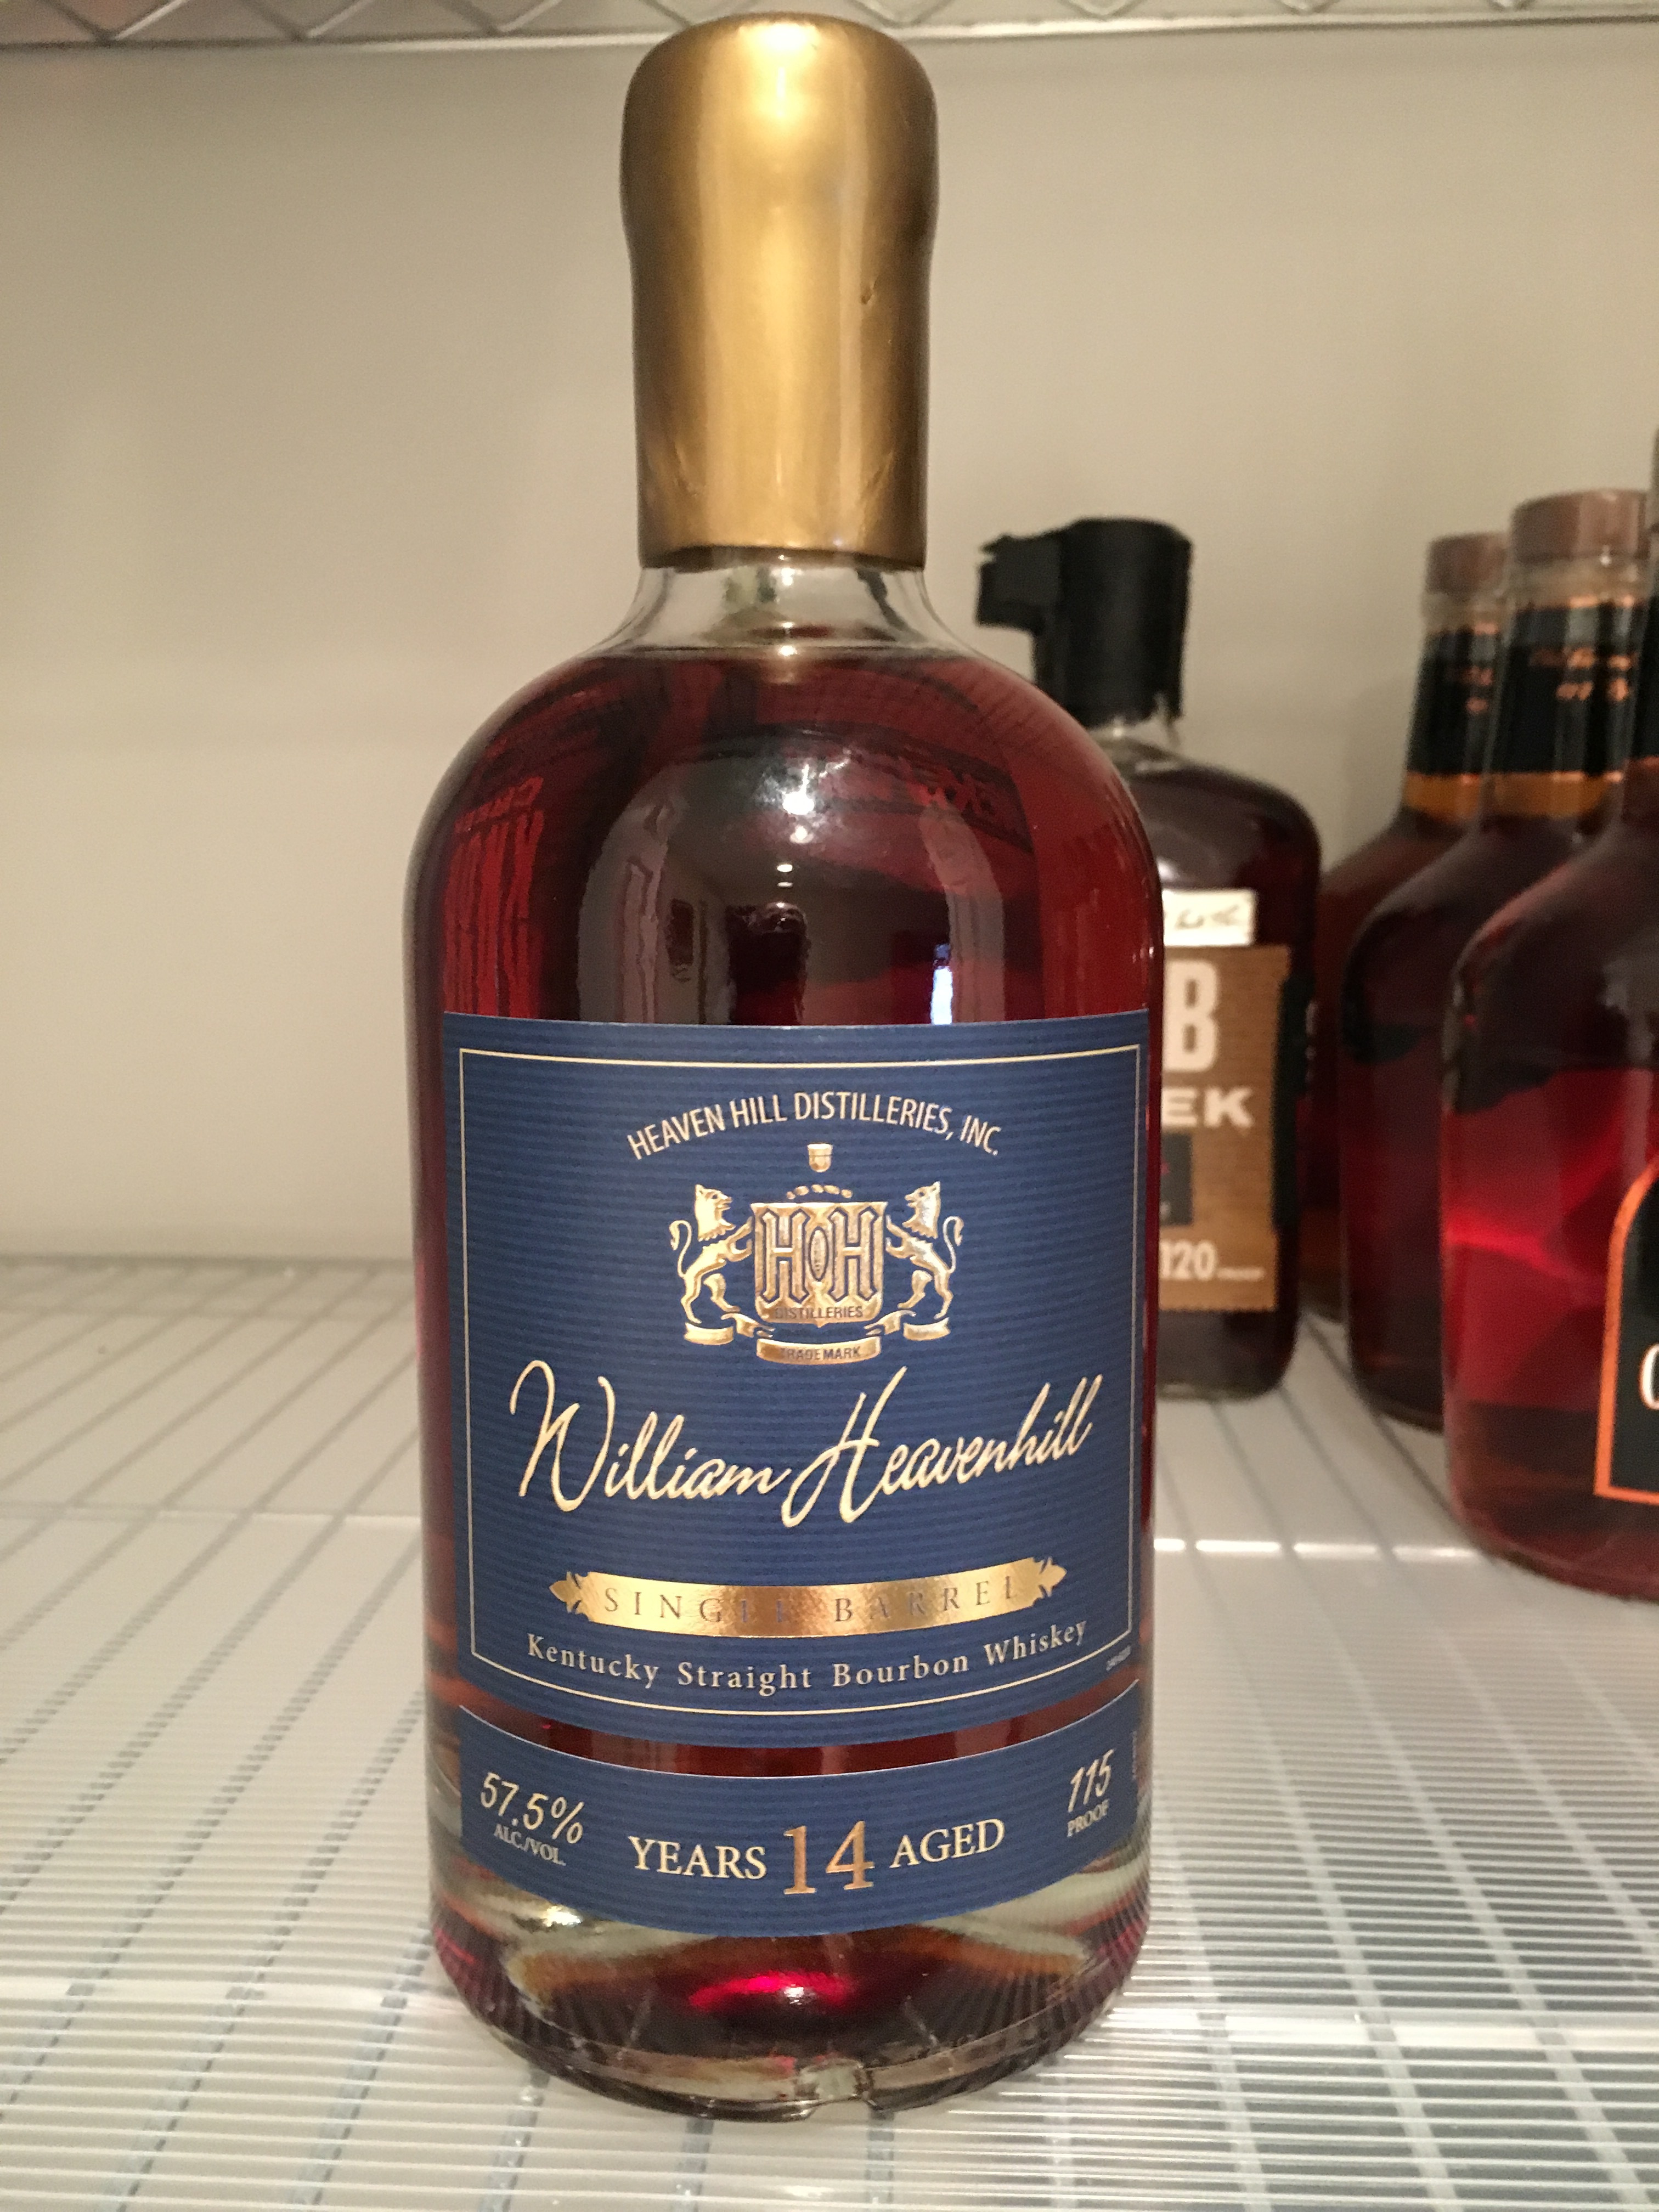 HEAVEN HILL DISTILLERIES, INC.
HH
DISTILLERIES
TRADE MARK
William Heavenhill
SINGLE BARREL
Kentucky Straight Bourbon Whiskey
57.5%
ALC./VOL.
YEARS 14 AGED
115
PROOF
B
EK
120 PROOF